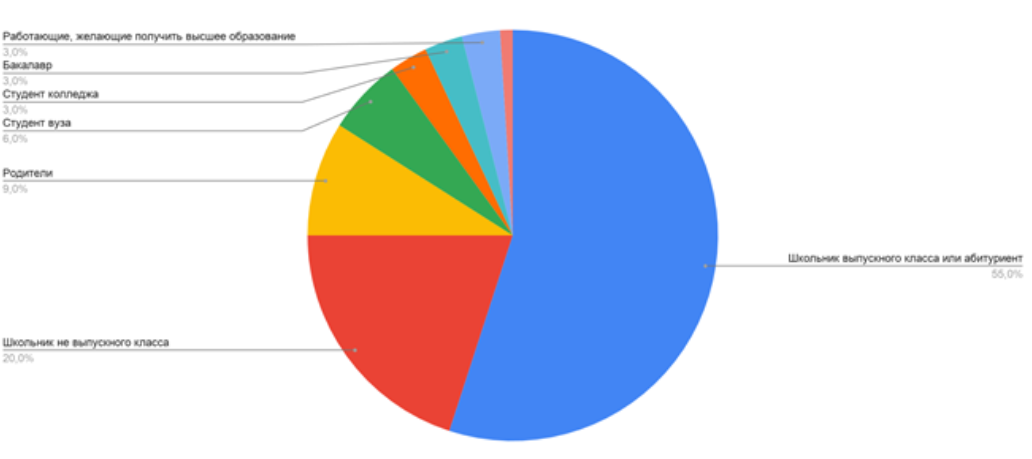 Работающие, желающие получить высшее образование
3,0%
Бакалавр
3,0%
Студент колледжа
3,0%
Студент вуза
6,0%
Родители
9,0%
Школьник выпускного класса или абитуриент
55,0%
Школьник не выпускного класса
20,0%